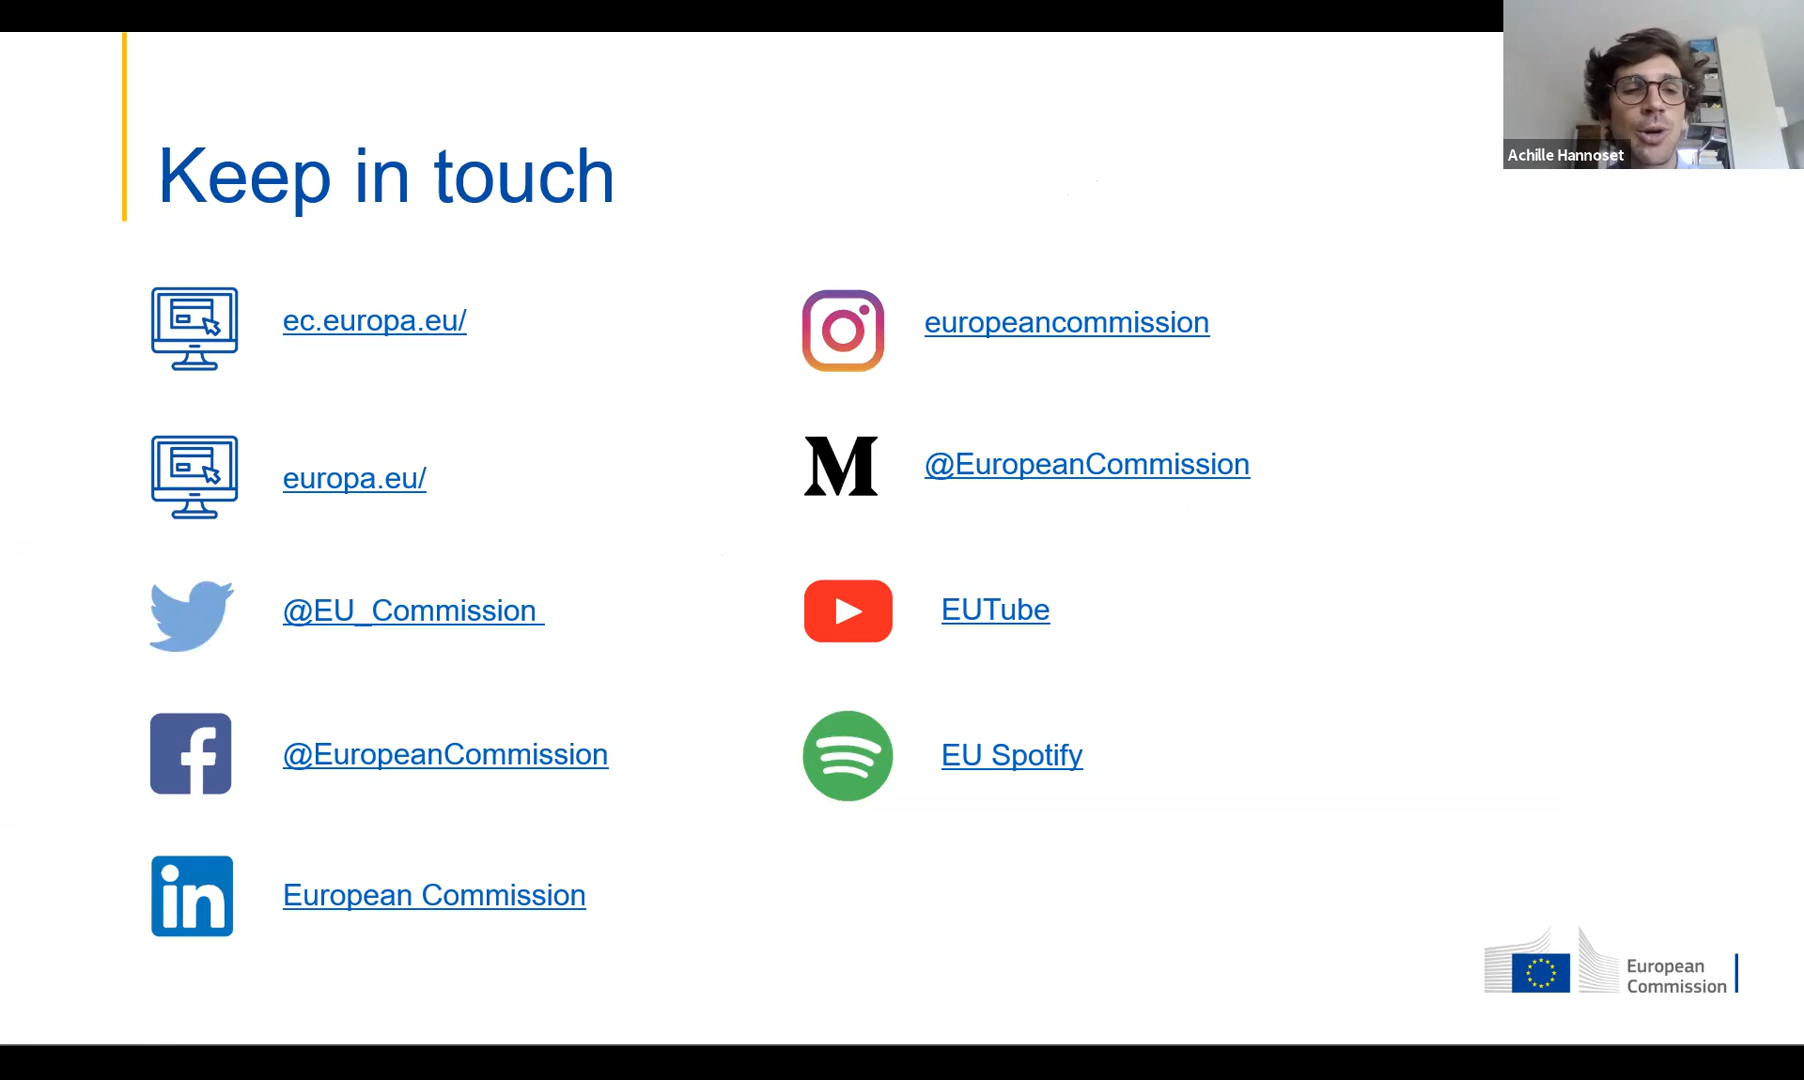 Achille Hannoset
Keep in touch
ec.europa.eu/
europa.eu/
@EU_Commission
@EuropeanCommission
European Commission
europeancommission
@EuropeanCommission
EUTube
EU Spotify
European
Commission